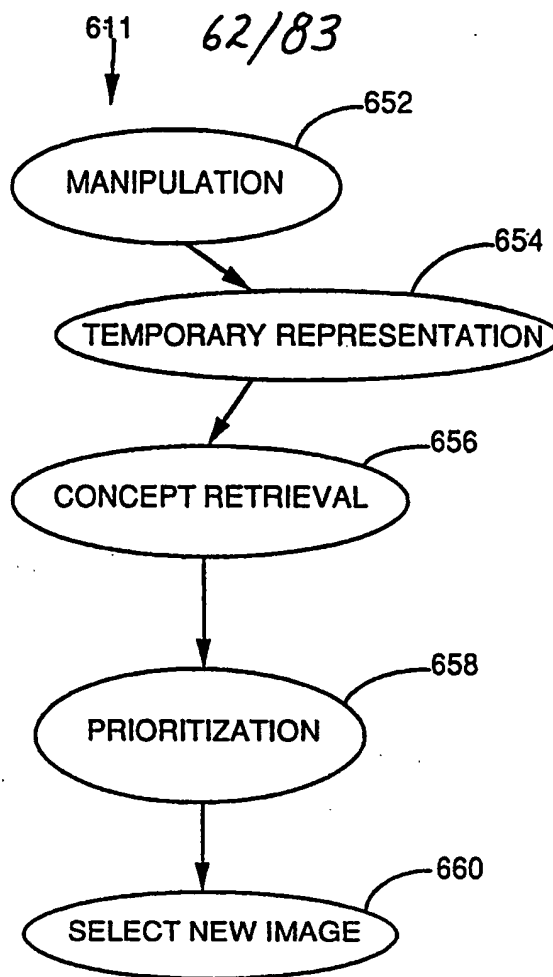 611
62/83
652
MANIPULATION
654
TEMPORARY REPRESENTATION
656
CONCEPT RETRIEVAL
658
PRIORITIZATION
660
SELECT NEW IMAGE